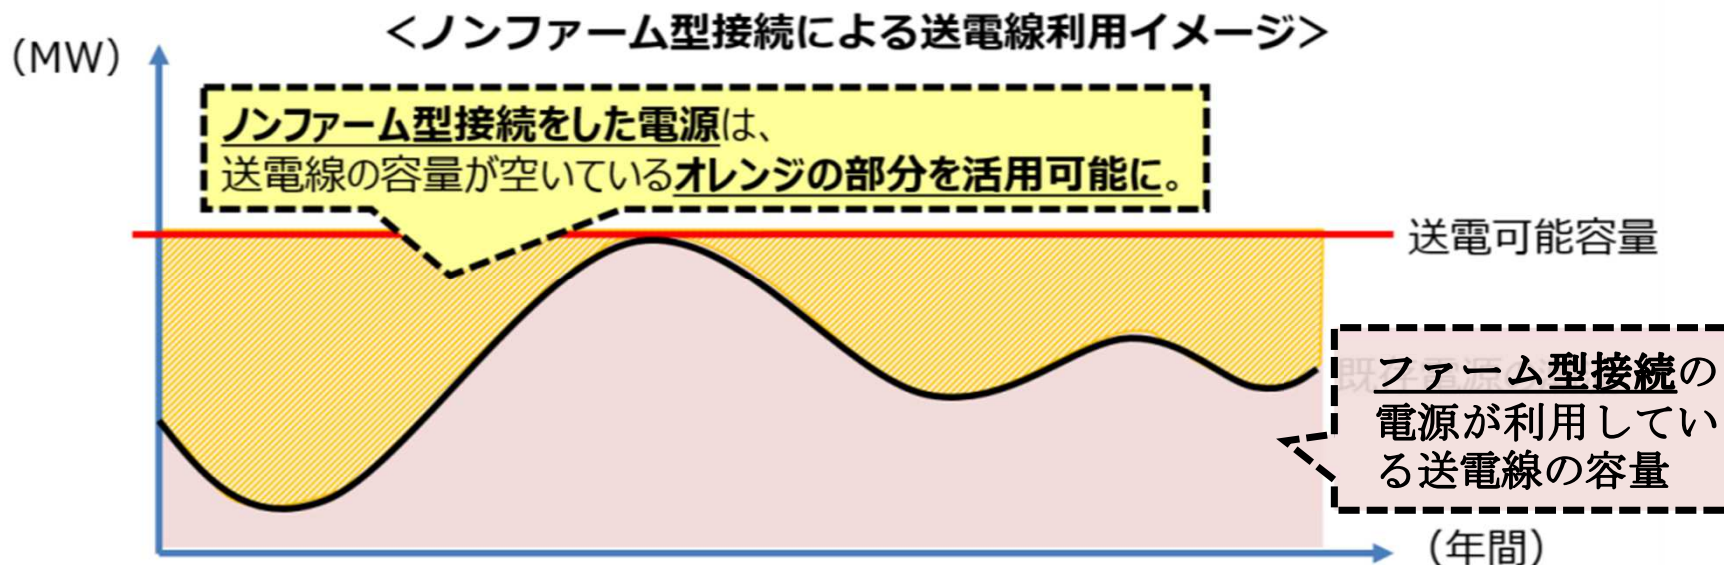 ＜ノンファーム型接続による送電線利用イメージ＞
（MW）
ノンファーム型接続をした電源は、
送電線の容量が空いているオレンジの部分を活用可能に。
送電可能容量
ファーム型接続の
電源が利用してい
る送電線の容量
（年間）